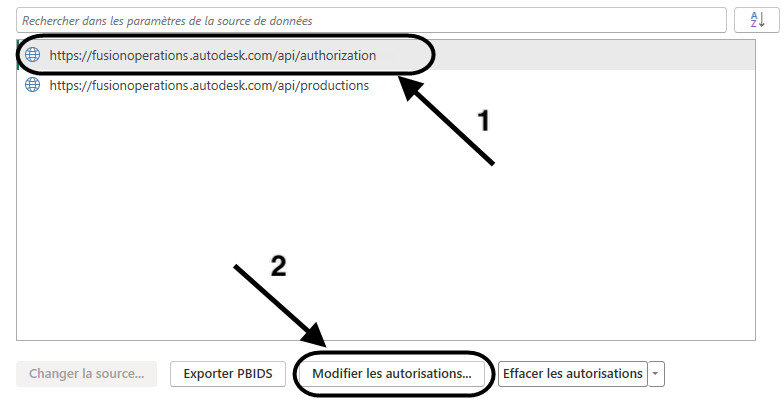 Rechercher dans les paramètres de la source de données
AZ
https://fusionoperations.autodesk.com/api/authorization
https://fusionoperations.autodesk.com/api/productions
1
2
Changer la source...
Exporter PBIDS
Modifier les autorisations...
Effacer les autorisations